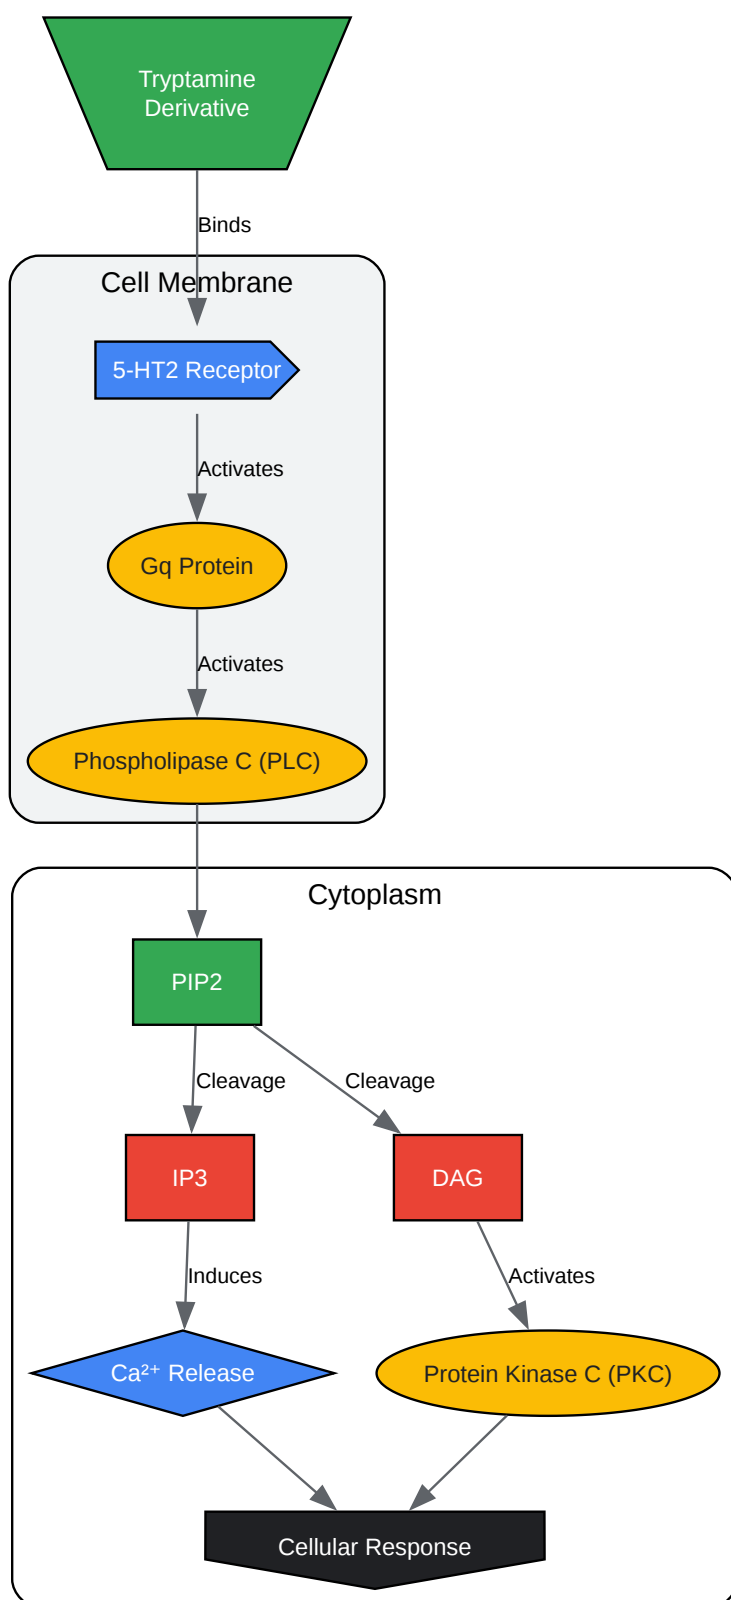 Tryptamine
Derivative
Binds
Cell Membrane
5-HT2 Receptor
Activates
Gq Protein
Activates
Phospholipase C (PLC)
Cytoplasm
PIP2
Cleavage
Cleavage
IP3
DAG
Induces
Activates
Ca²⁺ Release
Protein Kinase C (PKC)
Cellular Response